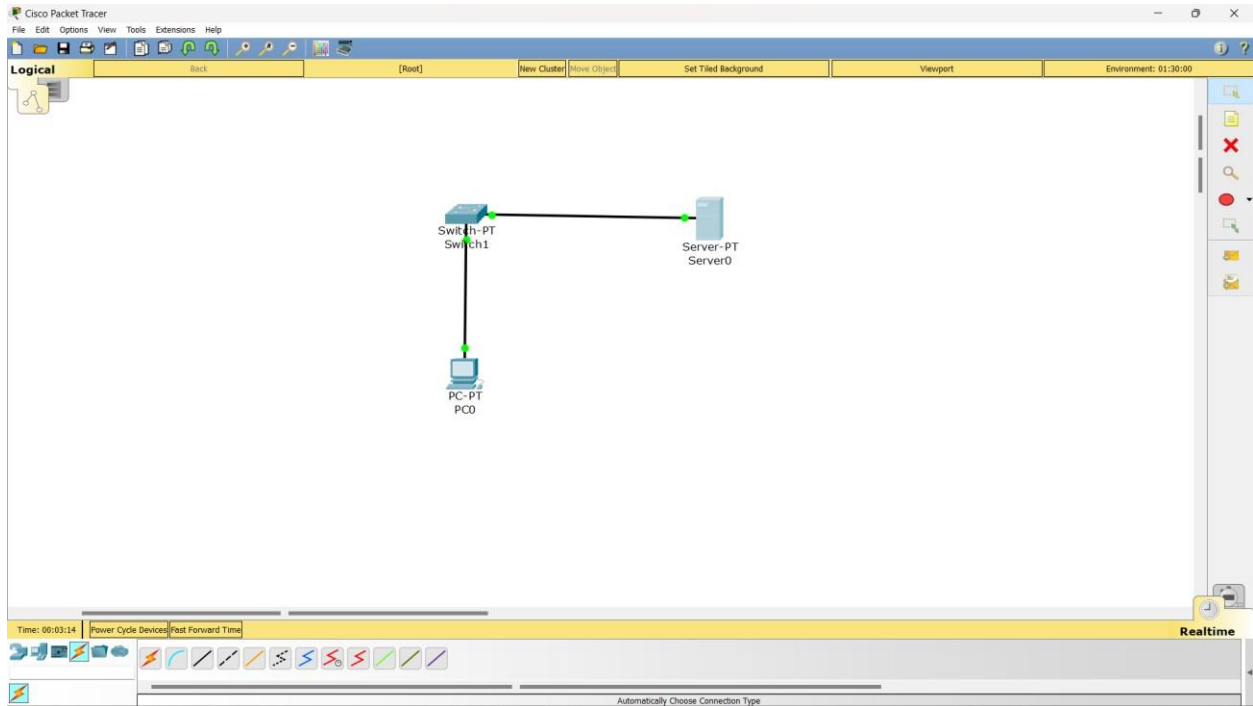 Cisco Packet Tracer
File Edit Options View Tools Extensions Help
Logical Back [Root] New Cluster Move Object Set Tiled Background Viewport Environment: 01:30:00
Switch-PT
Switch1
Server-PT
Server0
PC-PT
PC0
Time: 00:03:14 Power Cycle Devices Fast Forward Time Realtime
Automatically Choose Connection Type